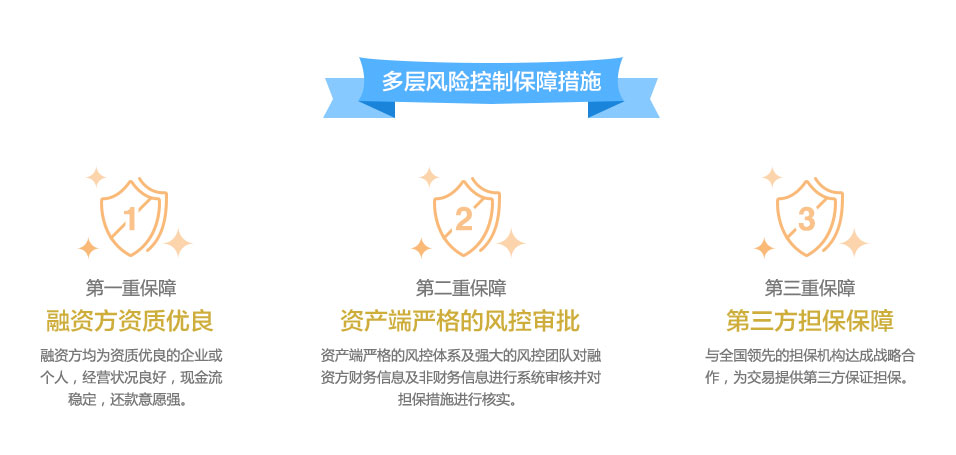 多层风险控制保障措施
1
第一重保障
融资方资质优良
融资方均为资质优良的企业或
个人，经营状况良好，现金流
稳定，还款意愿强。
2
第二重保障
资产端严格的风控审批
资产端严格的风控体系及强大的风控团队对融
资方财务信息及非财务信息进行系统审核并对
担保措施进行核实。
3
第三重保障
第三方担保保障
与全国领先的担保机构达成战略合
作，为交易提供第三方保证担保。